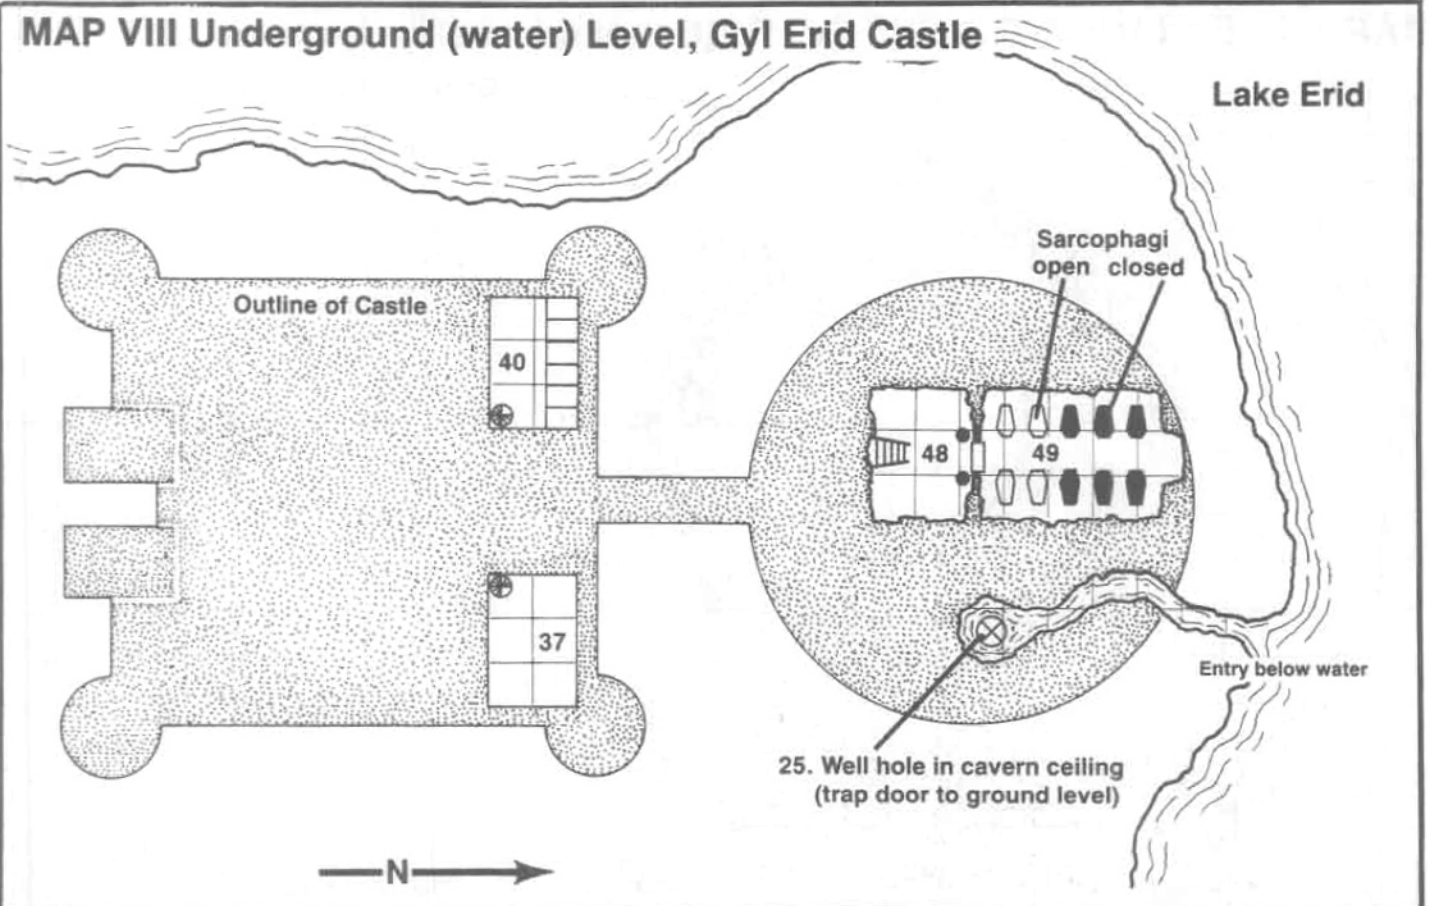 MAP VIII Underground (water) Level, Gyl Erid Castle
Lake Erid
Sarcophagi
open closed
Outline of Castle
40
48
49
37
Entry below water
25. Well hole in cavern ceiling
(trap door to ground level)
N